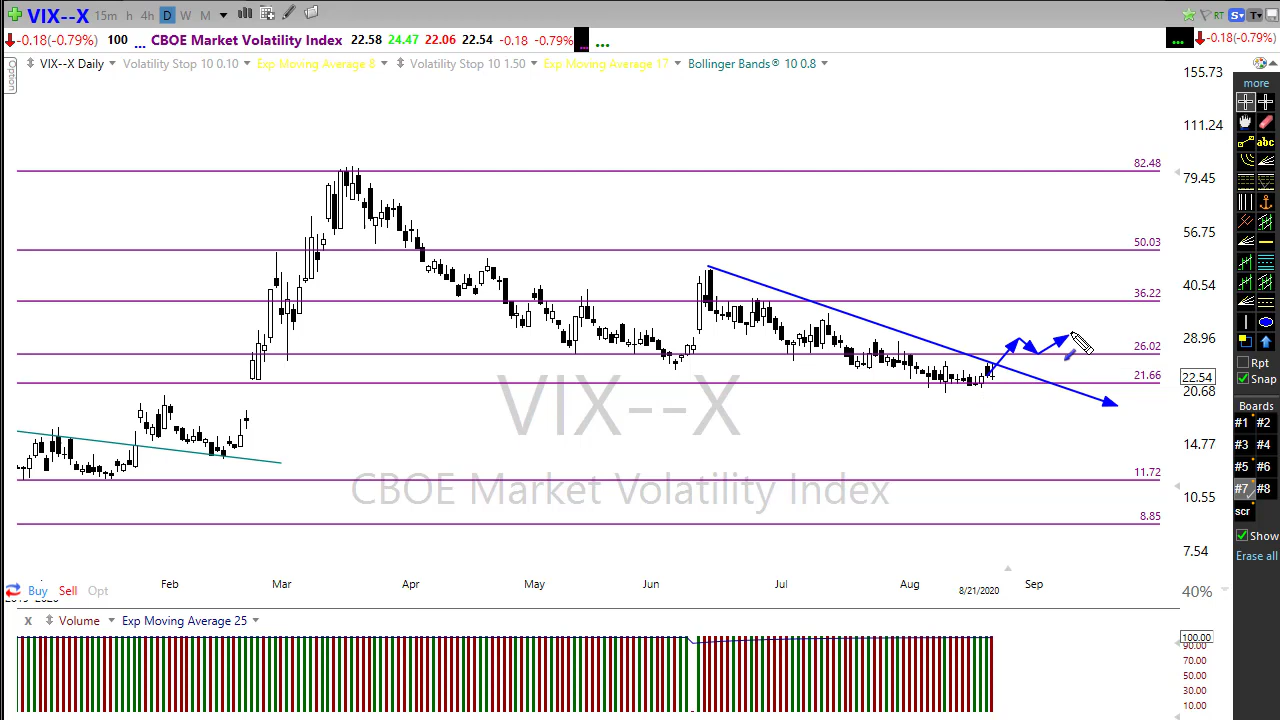 VIX--X 15m h 4h D W M
RT S T
-0.18(-0.79%) 100 ... CBOE Market Volatility Index 22.58 24.47 22.06 22.54 -0.18 -0.79% ... ... -0.18(-0.79%)
Option
VIX--X Daily Volatility Stop 10 0.10 Exp Moving Average 8 Volatility Stop 10 1.50 Exp Moving Average 17 Bollinger Bands® 10 0.8
155.73
more
111.24
abc
82.48
79.45
50.03
56.75
36.22
40.54
26.02
28.96
Rpt
21.66
22.54
Show
20.68
Snap
VIX--X
Boards
#1 #2
14.77
#3 #4
11.72
CBOE Market Volatility Index
#5 #6
10.55
#7 #8
8.85
scr
7.54
Show
Erase all
Feb Mar Apr May Jun Jul Aug Sep
Buy Sell Opt
8/21/2020
40%
X Volume Exp Moving Average 25
100.00
90.00
70.00
50.00
30.00
10.00